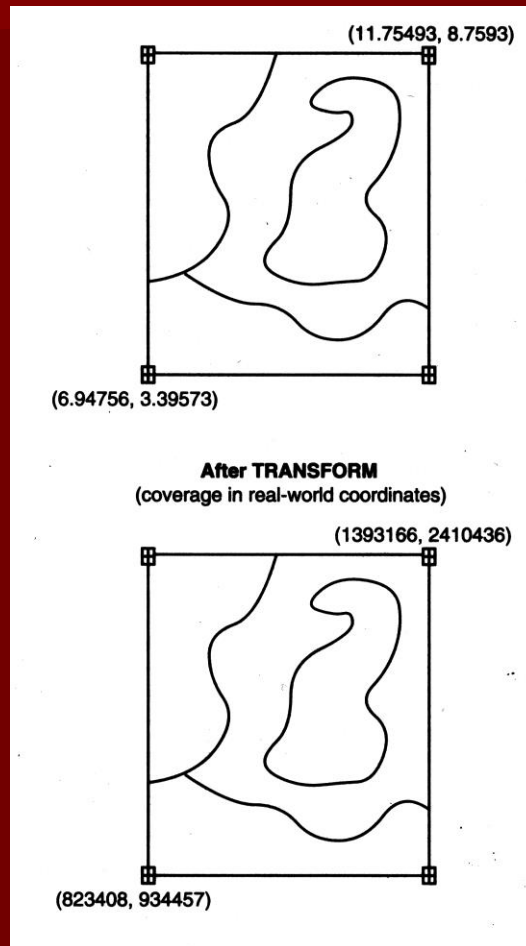 (11.75493, 8.7593)
(6.94756, 3.39573)
After TRANSFORM
(coverage in real-world coordinates)
(1393166, 2410436)
(823408, 934457)